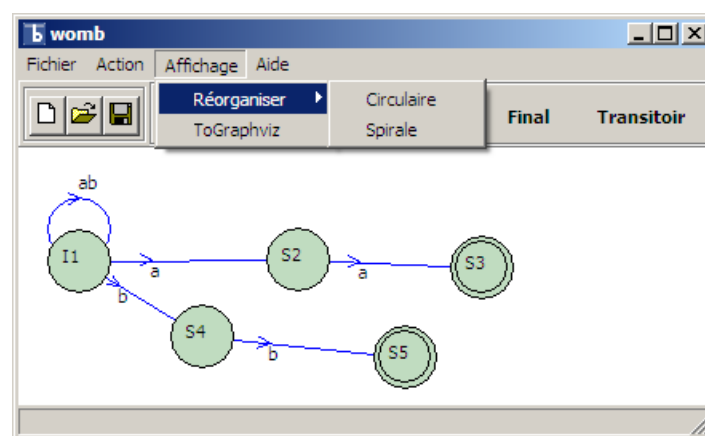 womb
Fichier Action Affichage Aide
Réorganiser Circulaire
ToGraphviz Spirale
Final Transitoir
ab
I1
a
S2
a
S3
b
S4
b
S5